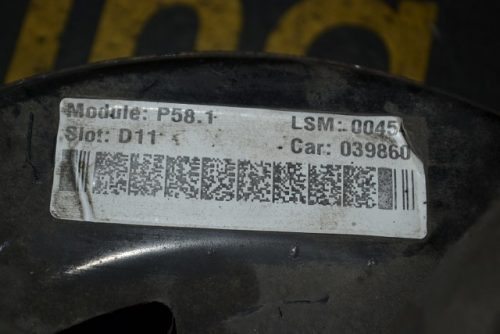 Module: P58.1 LSM: 0045
Slot: D11 Car: 039860